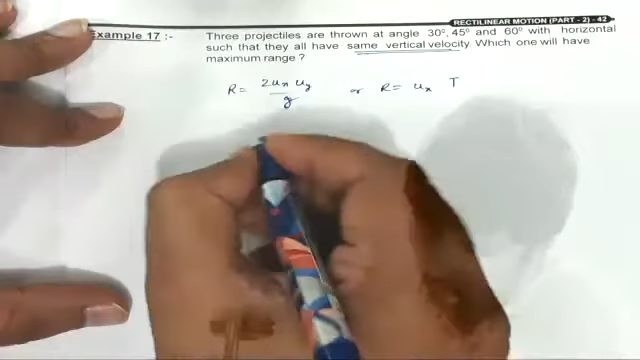 RECTILINEAR MOTION (PART - 2) - 42
Example 17 :- Three projectiles are thrown at angle 30°, 45° and 60° with horizontal
such that they all have same vertical velocity. Which one will have
maximum range ?
R = 2uₓ u_y / g or R = uₓ T